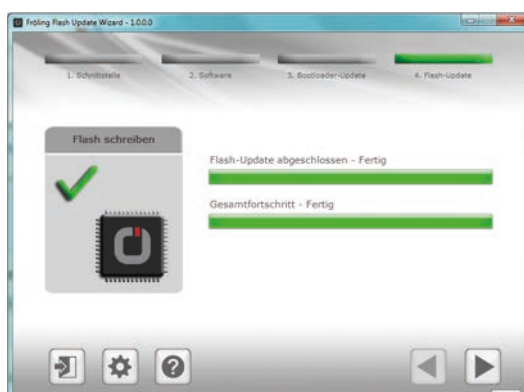 Fröling Flash Update Wizard - 1.0.0.0
1. Schnittstelle
2. Software
3. Bootloader-Update
4. Flash-Update
Flash schreiben
Flash-Update abgeschlossen - Fertig
Gesamtfortschritt - Fertig
?